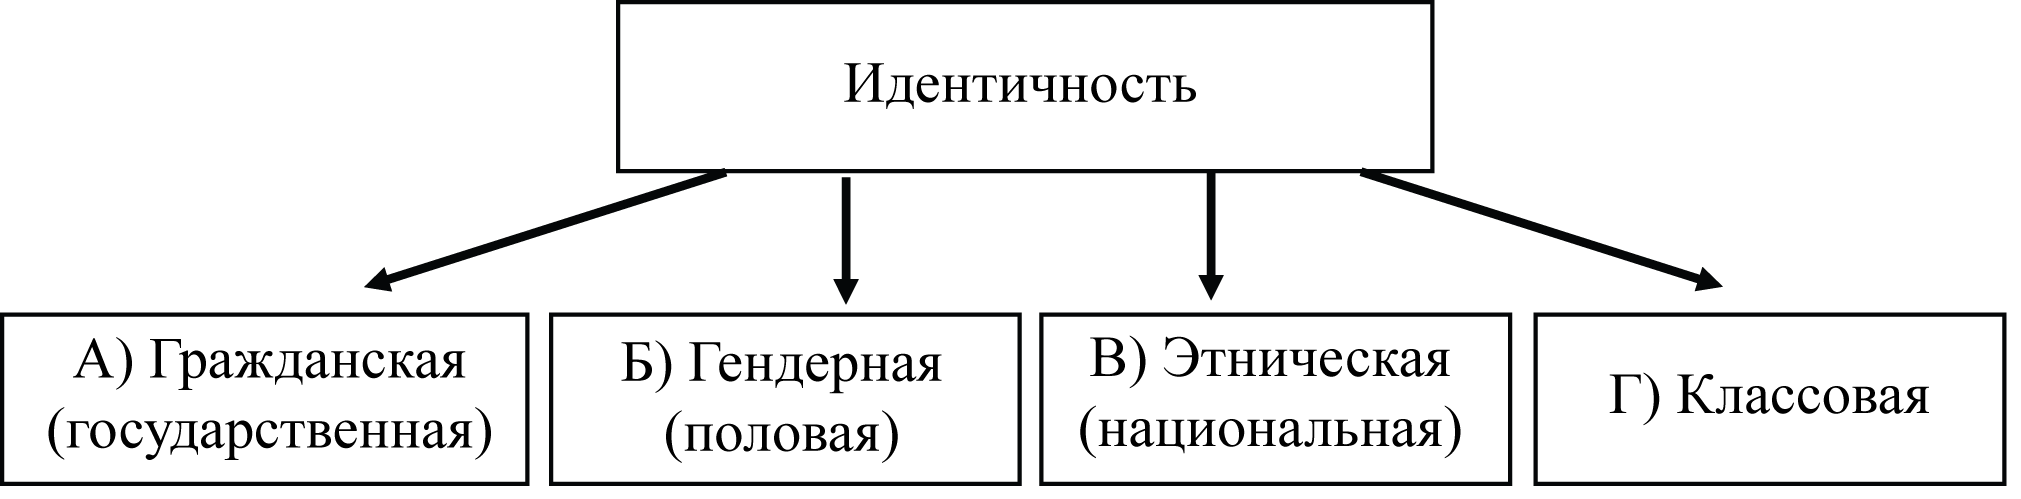 Идентичность
А) Гражданская
(государственная)
Б) Гендерная
(половая)
В) Этническая
(национальная)
Г) Классовая